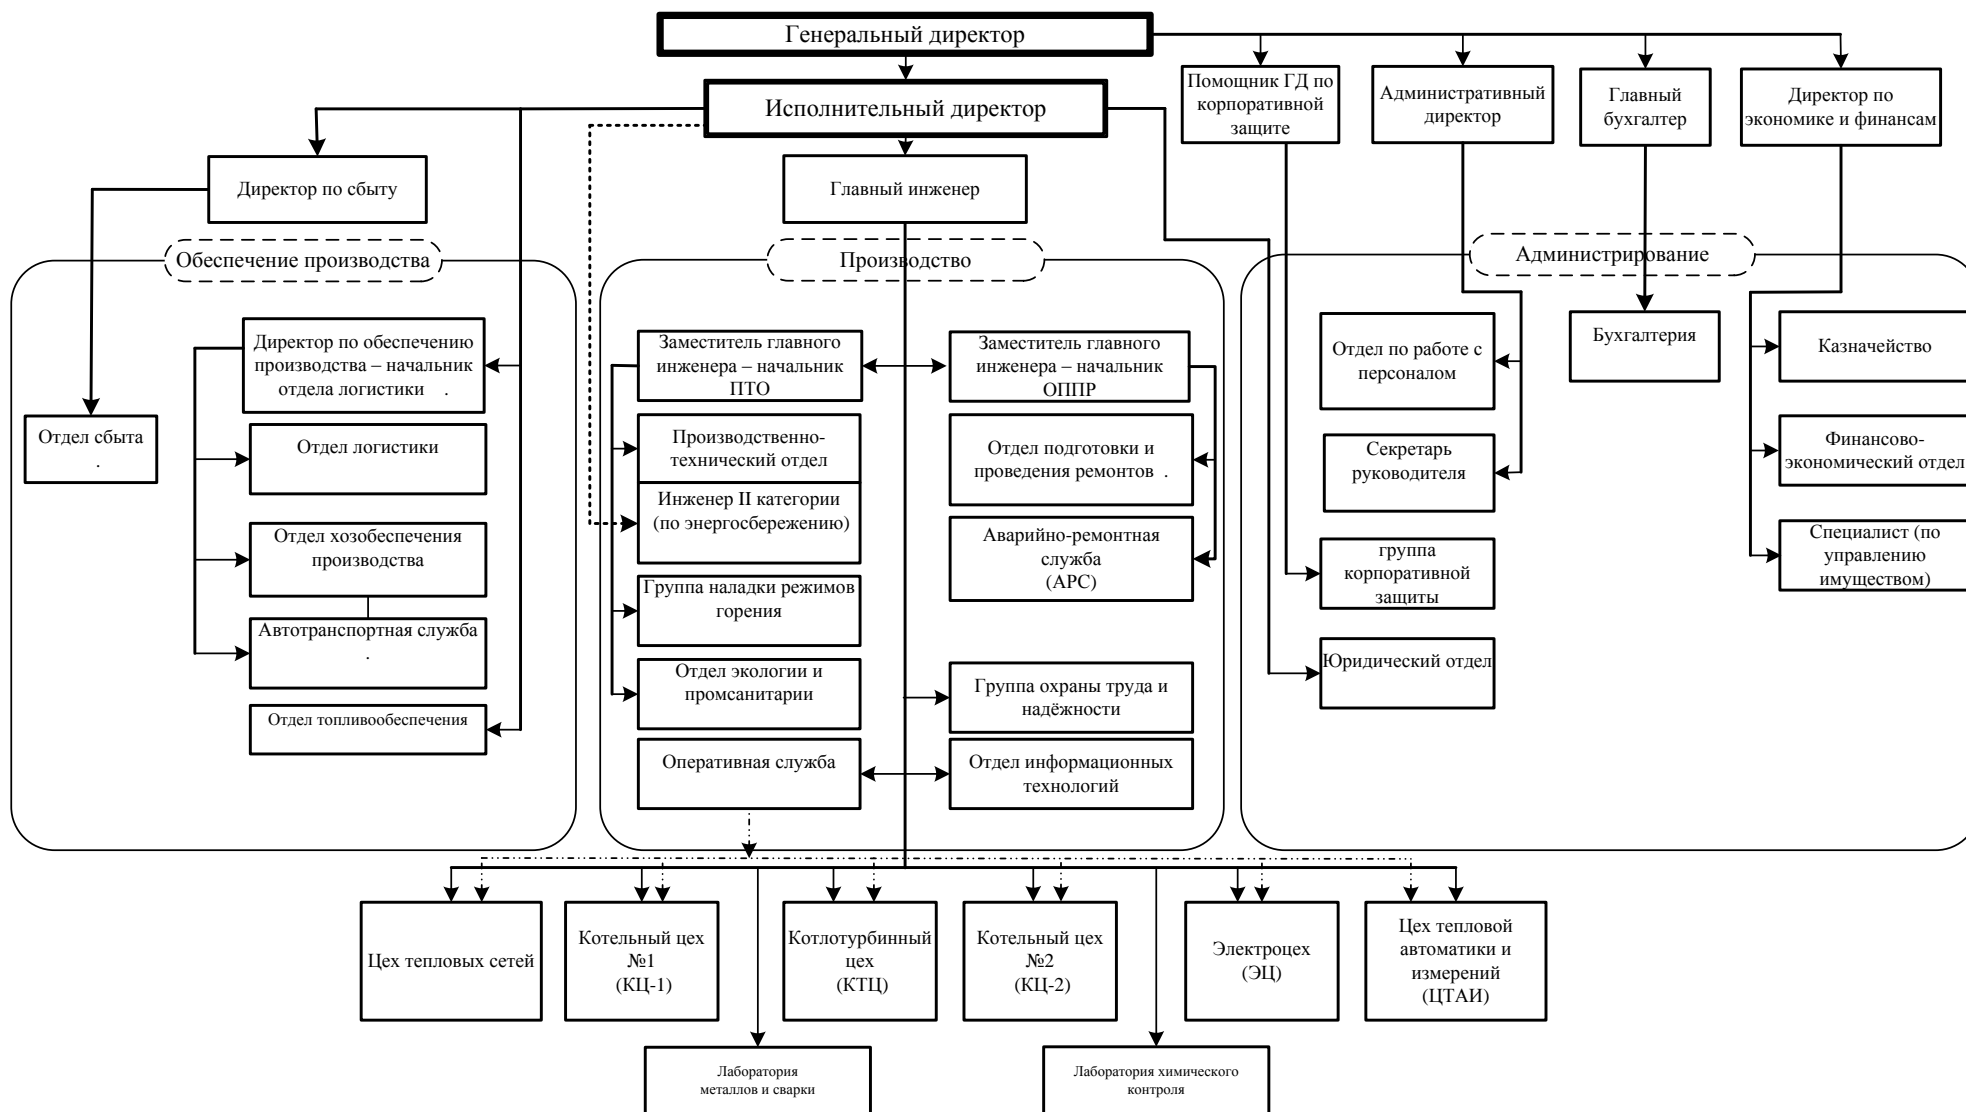 Генеральный директор
Исполнительный директор
Помощник ГД по
корпоративной
защите
Административный
директор
Главный
бухгалтер
Директор по
экономике и финансам
Директор по сбыту
Главный инженер
Обеспечение производства
Производство
Администрирование
Директор по обеспечению
производства – начальник
отдела логистики .
Отдел сбыта
.
Отдел логистики
Отдел хозобеспечения
производства
Автотранспортная служба
.
Отдел топливообеспечения
Заместитель главного
инженера – начальник
ПТО
Производственно-
технический отдел
Инженер II категории
(по энергосбережению)
Группа наладки режимов
горения
Отдел экологии и
промсанитарии
Оперативная служба
Заместитель главного
инженера – начальник
ОППР
Отдел подготовки и
проведения ремонтов .
Аварийно-ремонтная
служба
(АРС)
Группа охраны труда и
надёжности
Отдел информационных
технологий
Отдел по работе с
персоналом
Секретарь
руководителя
группа
корпоративной
защиты
Юридический отдел
Бухгалтерия
Казначейство
Финансово-
экономический отдел
Специалист (по
управлению
имуществом)
Цех тепловых сетей
Котельный цех
№1
(КЦ-1)
Котлотурбинный
цех
(КТЦ)
Котельный цех
№2
(КЦ-2)
Электроцех
(ЭЦ)
Цех тепловой
автоматики и
измерений
(ЦТАИ)
Лаборатория
металлов и сварки
Лаборатория химического
контроля